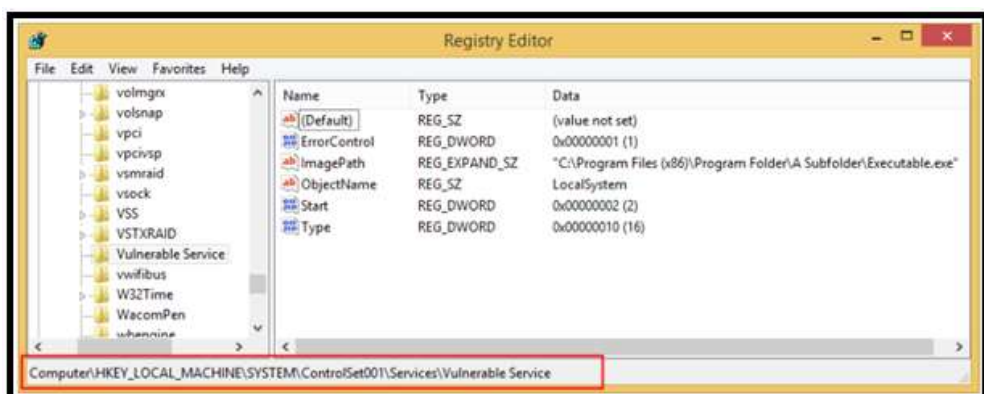 Registry Editor
File Edit View Favorites Help
volmgrx
volsnap
vpci
vpcivsp
vsmraid
vsock
VSS
VSTXRAID
Vulnerable Service
vwifibus
W32Time
WacomPen
wbengine
Name Type Data
(Default) REG_SZ (value not set)
ErrorControl REG_DWORD 0x00000001 (1)
ImagePath REG_EXPAND_SZ "C:\Program Files (x86)\Program Folder\A Subfolder\Executable.exe"
ObjectName REG_SZ LocalSystem
Start REG_DWORD 0x00000002 (2)
Type REG_DWORD 0x00000010 (16)
Computer\HKEY_LOCAL_MACHINE\SYSTEM\ControlSet001\Services\Vulnerable Service